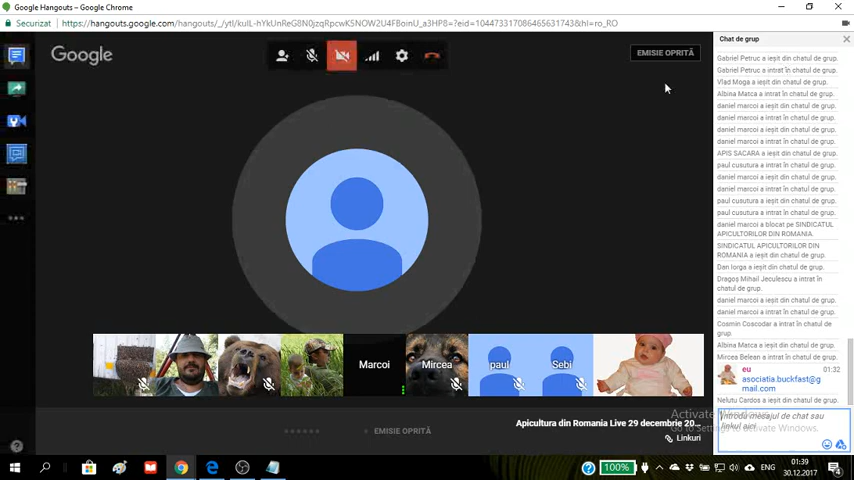 Google Hangouts - Google Chrome
Securizat
https://hangouts.google.com/hangouts/_/ytl/
=?eid=104473317086465631743&hl=ro_RO
Google
EMISIE OPRITĂ
Chat de grup
Gabriel Petruc a ieșit din chatul de grup.
Gabriel Petruc a intrat în chatul de grup.
Vlad Moga a ieșit din chatul de grup.
Albina Matca a intrat în chatul de grup.
daniel marcoi a ieșit din chatul de grup.
daniel marcoi a intrat în chatul de grup.
daniel marcoi a ieșit din chatul de grup.
daniel marcoi a intrat în chatul de grup.
APIS SACARA a ieșit din chatul de grup.
paul cusutura a intrat în chatul de grup.
daniel marcoi a ieșit din chatul de grup.
daniel marcoi a intrat în chatul de grup.
paul cusutura a ieșit din chatul de grup.
paul cusutura a intrat în chatul de grup.
daniel marcoi a blocat pe SINDICATUL
APICULTORILOR DIN ROMANIA.
SINDICATUL APICULTORILOR DIN
ROMANIA a ieșit din chatul de grup.
Dan Iorga a ieșit din chatul de grup.
Dragoș Mihail Jeculescu a intrat în
chatul de grup.
daniel marcoi a ieșit din chatul de grup.
daniel marcoi a intrat în chatul de grup.
Cosmin Coscodar a intrat în chatul de
grup.
Albina Matca a ieșit din chatul de grup.
Mircea Belean a intrat în chatul de grup.
eu 01:32
asociatia.buckfast@g
mail.com
Nelutu Cardos a ieșit din chatul de grup.
Introdu mesajul de chat sau
linkul aici
Marcoi
Mircea
paul
Sebi
EMISIE OPRITĂ
Apicultura din Romania Live 29 decembrie 20...
Linkuri
Activate Windows
Go to Settings to activate Windows.
100%
ENG
01:39
30.12.2017
4